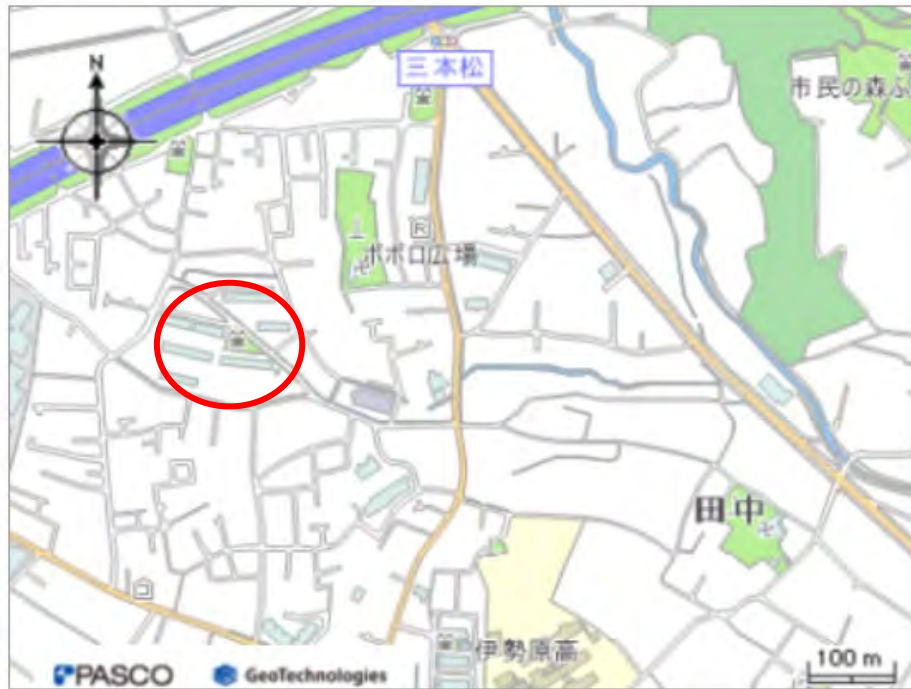 N
三本松
市民の森ふ
R
ポポロ広場
田中
伊勢原高
100 m
PASCO
GeoTechnologies